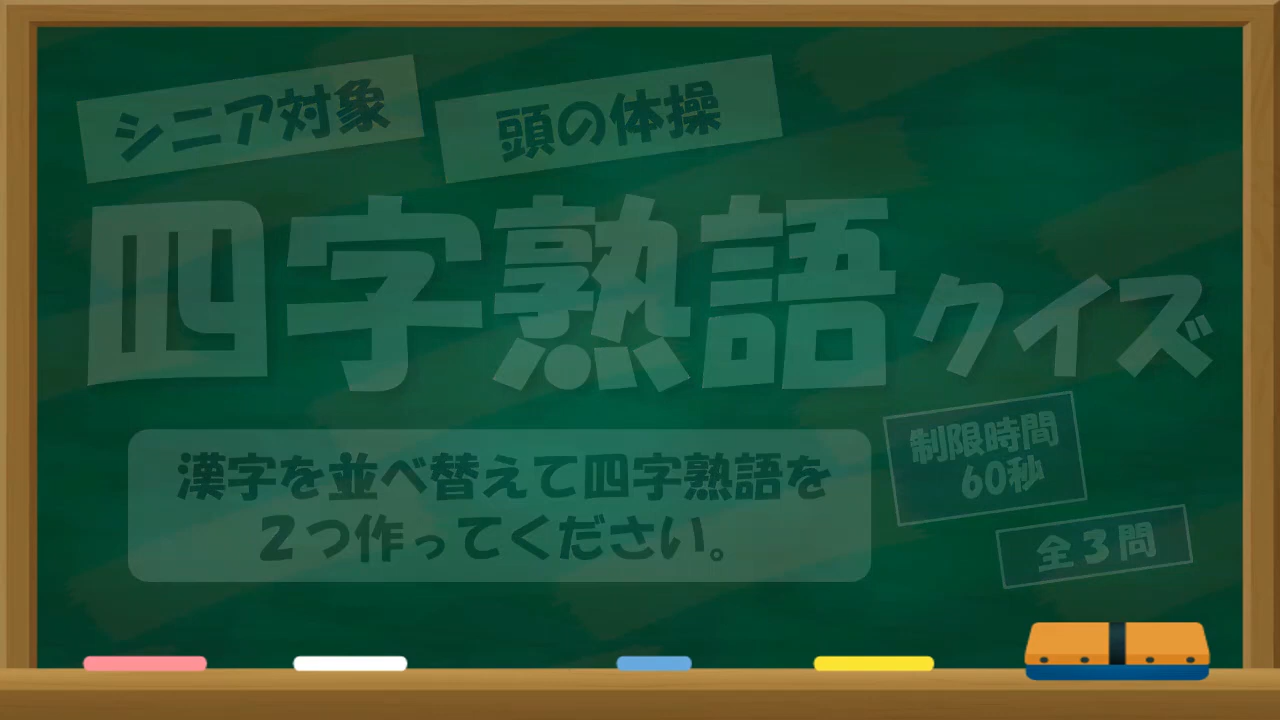 シニア対象
頭の体操
四字熟語クイズ
漢字を並べ替えて四字熟語を
２つ作ってください。
制限時間
60秒
全３問